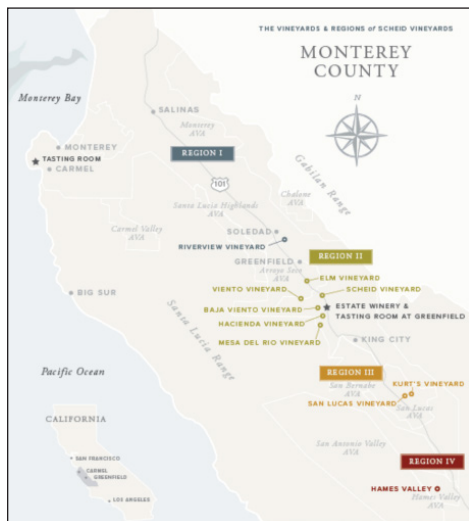 THE VINEYARDS & REGIONS of SCHEID VINEYARDS
MONTEREY
COUNTY
N
Monterey Bay
SALINAS
Monterey
AVA
MONTEREY
TASTING ROOM
CARMEL
REGION I
101
Gabilan Range
Chalone
AVA
Santa Lucia Highlands
AVA
Carmel Valley
AVA
SOLEDAD
RIVERVIEW VINEYARD
REGION II
GREENFIELD
Arroyo Seco
AVA
ELM VINEYARD
VIENTO VINEYARD
SCHEID VINEYARD
BIG SUR
BAJA VIENTO VINEYARD
ESTATE WINERY &
TASTING ROOM AT GREENFIELD
HACIENDA VINEYARD
MESA DEL RIO VINEYARD
Santa Lucia Range
KING CITY
Pacific Ocean
REGION III
San Bernabe
AVA
KURT'S VINEYARD
SAN LUCAS VINEYARD
San Lucas
AVA
CALIFORNIA
San Antonio Valley
AVA
SAN FRANCISCO
CARMEL
GREENFIELD
LOS ANGELES
REGION IV
HAMES VALLEY
Hames Valley
AVA